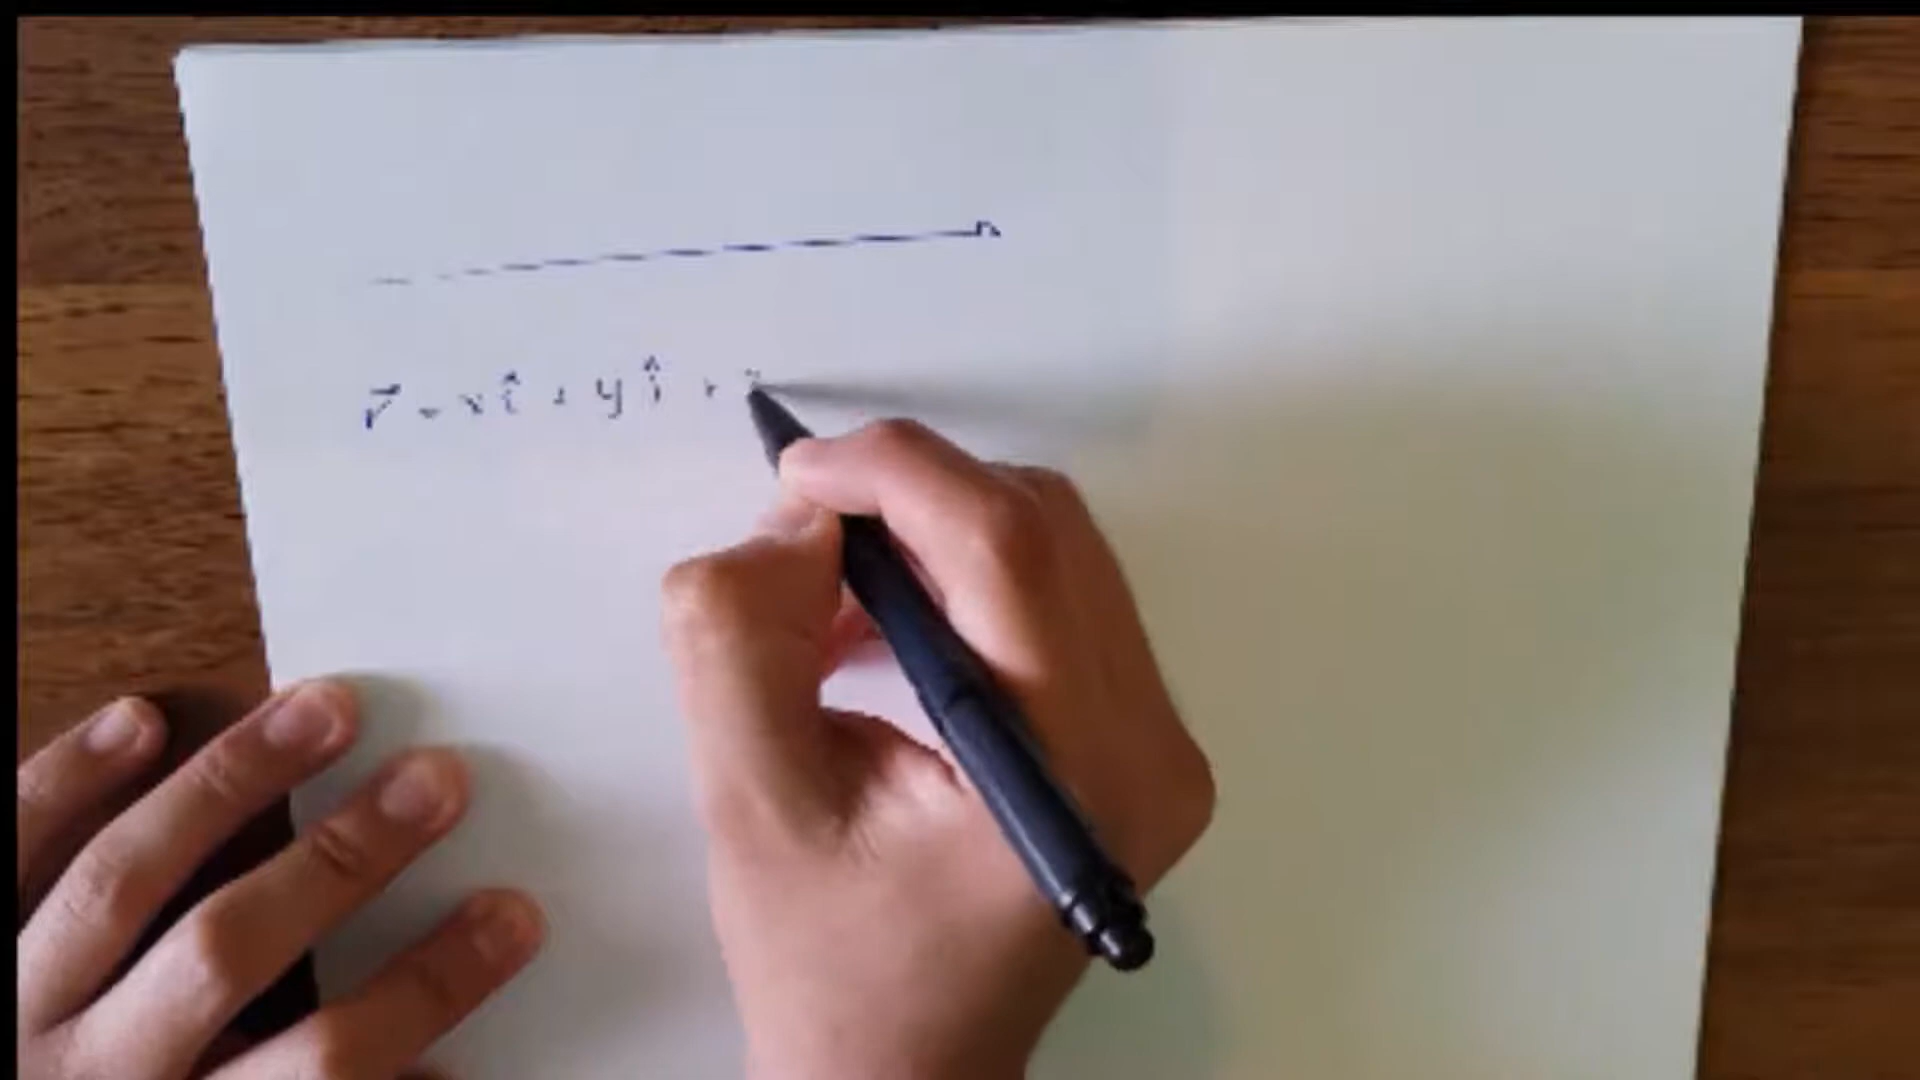 r⃗ = xî + yĵ +